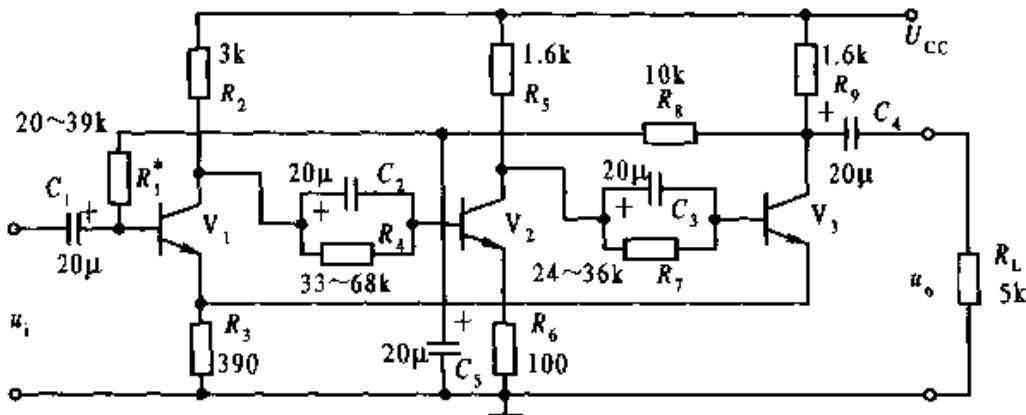 U_CC
3k
R_2
1.6k
R_5
10k
R_8
1.6k
R_9
+
C_4
20μ
20~39k
R_1*
C_1
+
20μ
V_1
20μ
C_2
+
R_4
33~68k
V_2
20μ
C_3
+
R_7
24~36k
V_3
R_L
5k
u_o
u_i
R_3
390
+
20μ
C_5
R_6
100